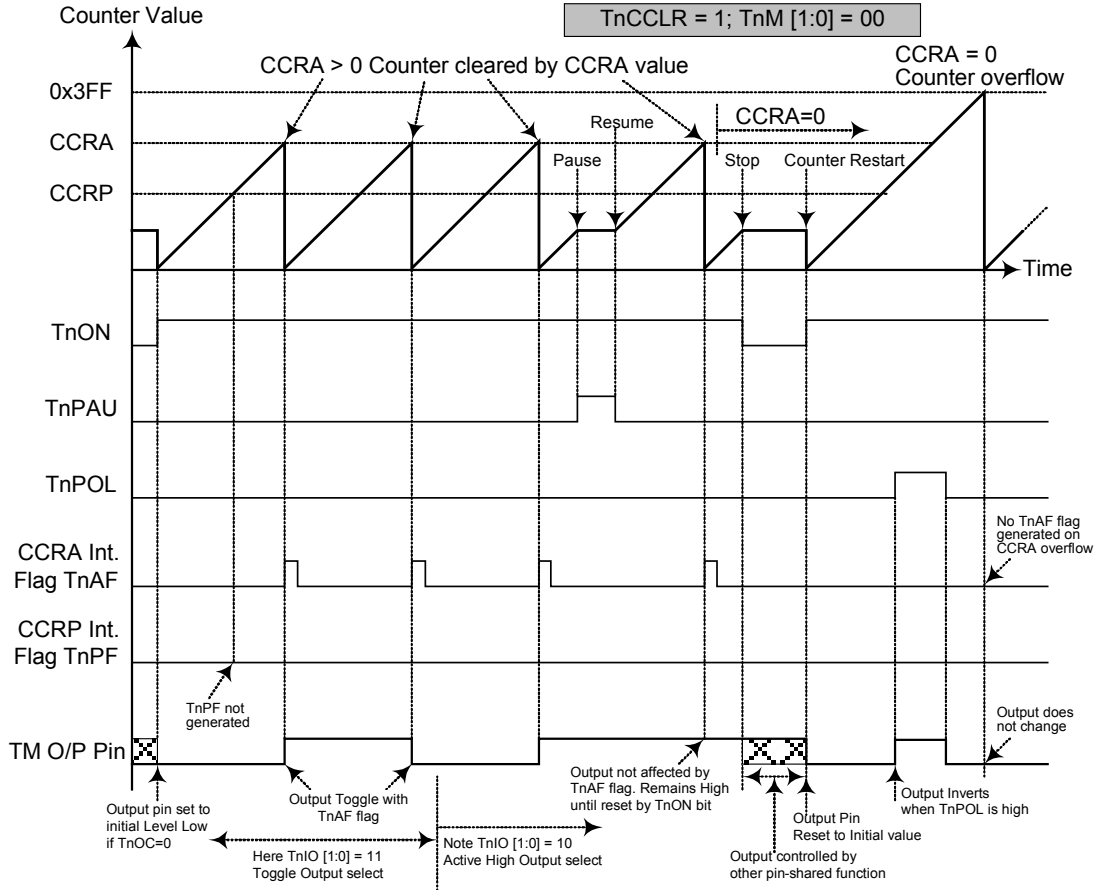 Counter Value
TnCCLR = 1; TnM [1:0] = 00
CCRA > 0 Counter cleared by CCRA value
CCRA = 0
Counter overflow
0x3FF
CCRA
CCRP
Resume
CCRA=0
Pause
Stop
Counter Restart
Time
TnON
TnPAU
TnPOL
CCRA Int.
Flag TnAF
No TnAF flag
generated on
CCRA overflow
CCRP Int.
Flag TnPF
TnPF not
generated
TM O/P Pin
Output does
not change
Output pin set to
initial Level Low
if TnOC=0
Output Toggle with
TnAF flag
Here TnIO [1:0] = 11
Toggle Output select
Note TnIO [1:0] = 10
Active High Output select
Output not affected by
TnAF flag. Remains High
until reset by TnON bit
Output controlled by
other pin-shared function
Output Pin
Reset to Initial value
Output Inverts
when TnPOL is high